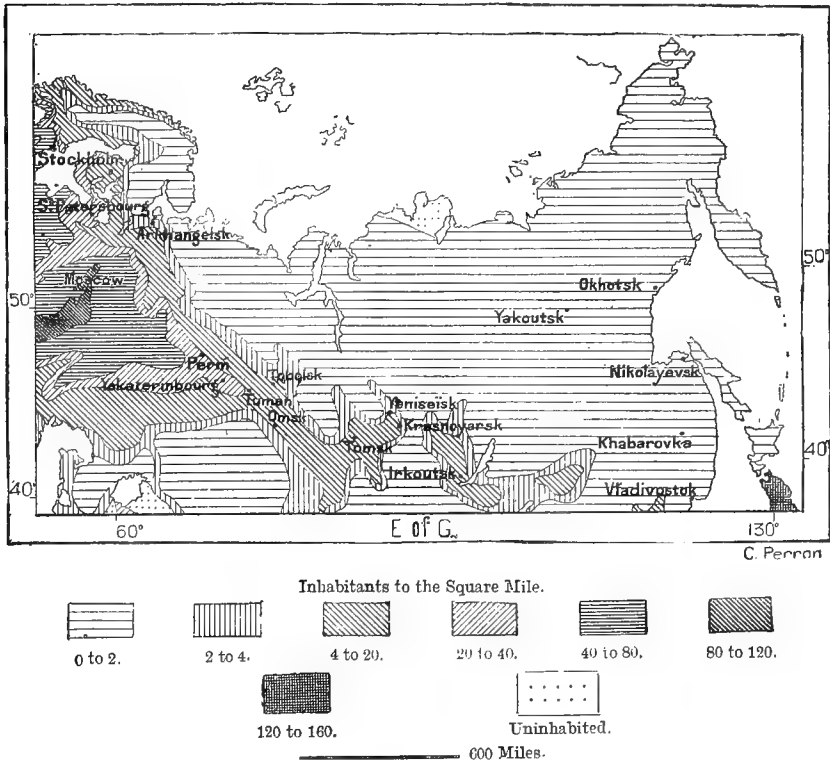 Stockholm
St. Petersbourg
Arkhangelsk
50°
Okhotsk
Moscow
50°
Yakoutsk
Perm
Nikolayevsk
Tobolsk
Yekaterinbourg
Tumen
Yeniseïsk
Omsk
Krasnoyarsk
Khabarovka
Tomsk
40°
Irkoutsk
40°
Vladivostok
60°
E of G.
130°
C. Perron
Inhabitants to the Square Mile.
0 to 2.
2 to 4.
4 to 20.
20 to 40.
40 to 80.
80 to 120.
120 to 160.
Uninhabited.
600 Miles.